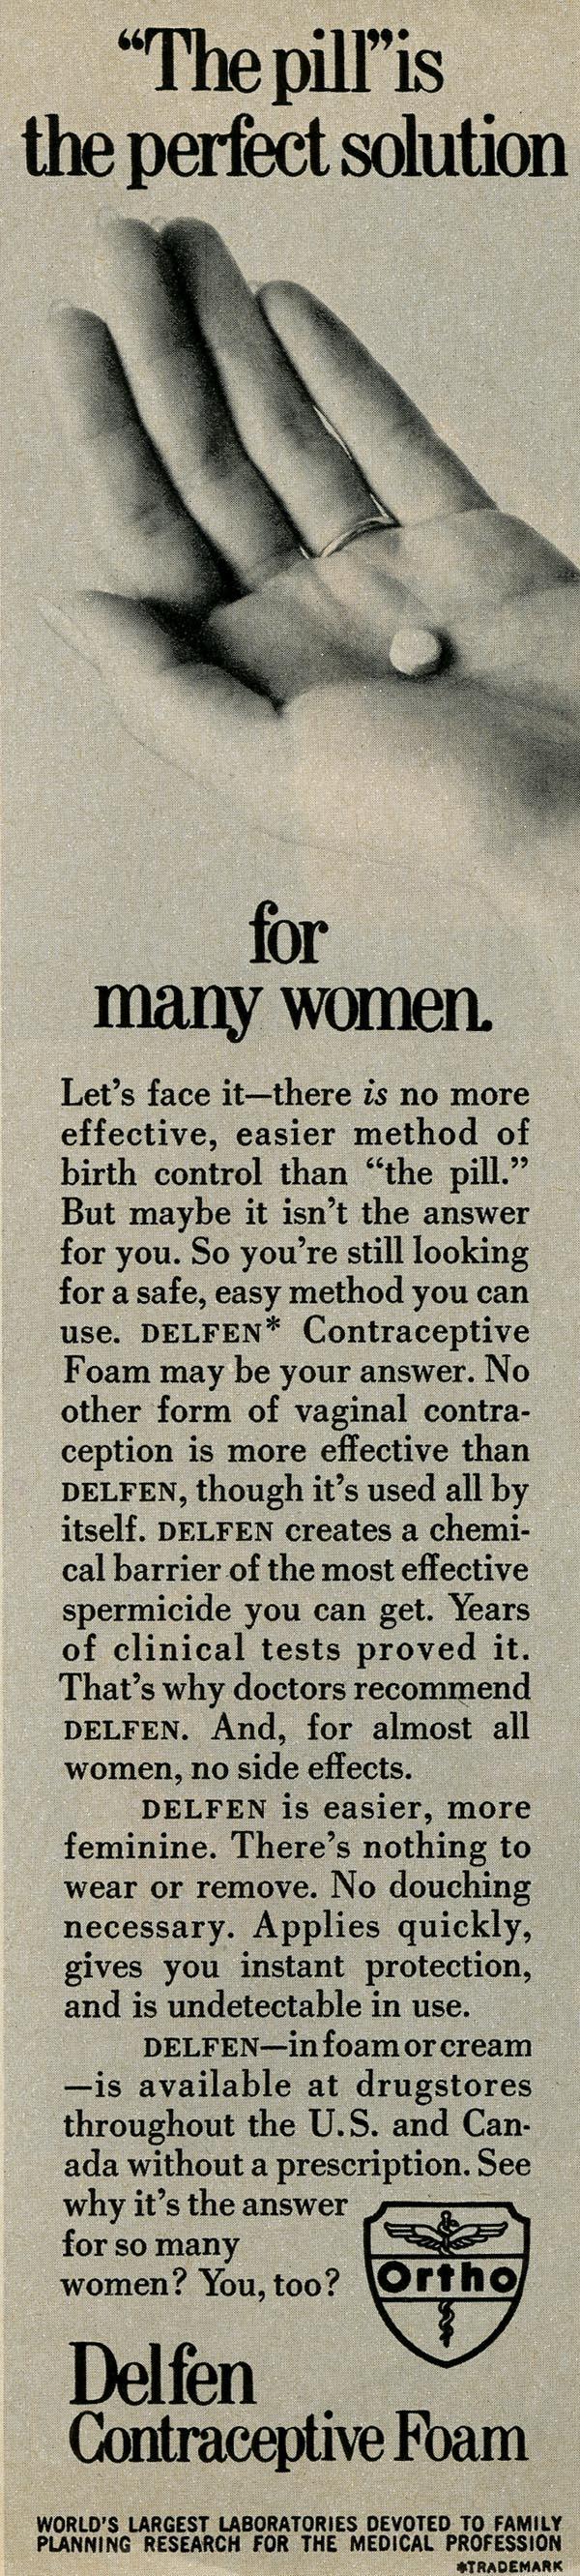 “The pill” is
the perfect solution
for
many women.
Let’s face it—there is no more
effective, easier method of
birth control than “the pill.”
But maybe it isn’t the answer
for you. So you’re still looking
for a safe, easy method you can
use. DELFEN* Contraceptive
Foam may be your answer. No
other form of vaginal contra-
ception is more effective than
DELFEN, though it’s used all by
itself. DELFEN creates a chemi-
cal barrier of the most effective
spermicide you can get. Years
of clinical tests proved it.
That’s why doctors recommend
DELFEN. And, for almost all
women, no side effects.
DELFEN is easier, more
feminine. There’s nothing to
wear or remove. No douching
necessary. Applies quickly,
gives you instant protection,
and is undetectable in use.
DELFEN—in foam or cream
—is available at drugstores
throughout the U.S. and Can-
ada without a prescription. See
why it’s the answer
for so many
women? You, too?
Ortho
Delfen
Contraceptive Foam
WORLD’S LARGEST LABORATORIES DEVOTED TO FAMILY
PLANNING RESEARCH FOR THE MEDICAL PROFESSION
*TRADEMARK